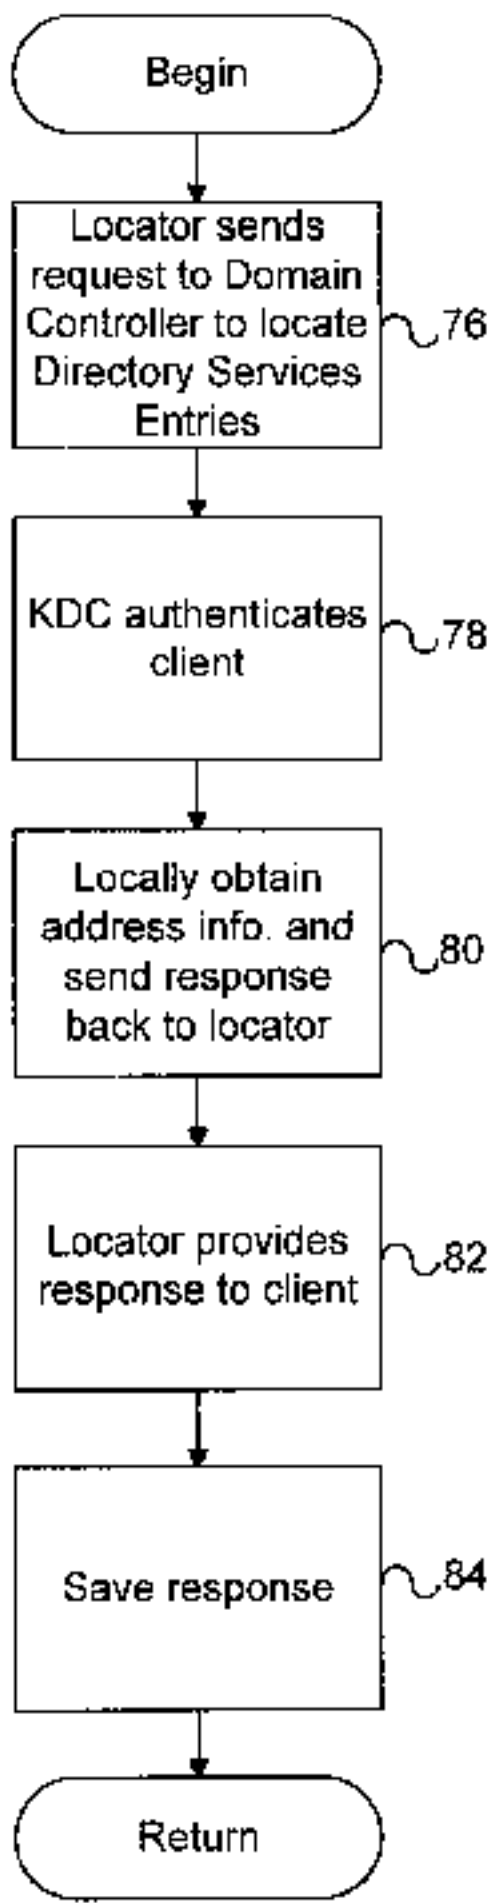 Begin
Locator sends
request to Domain
Controller to locate
Directory Services
Entries
76
KDC authenticates
client
78
Locally obtain
address info. and
send response
back to locator
80
Locator provides
response to client
82
Save response
84
Return